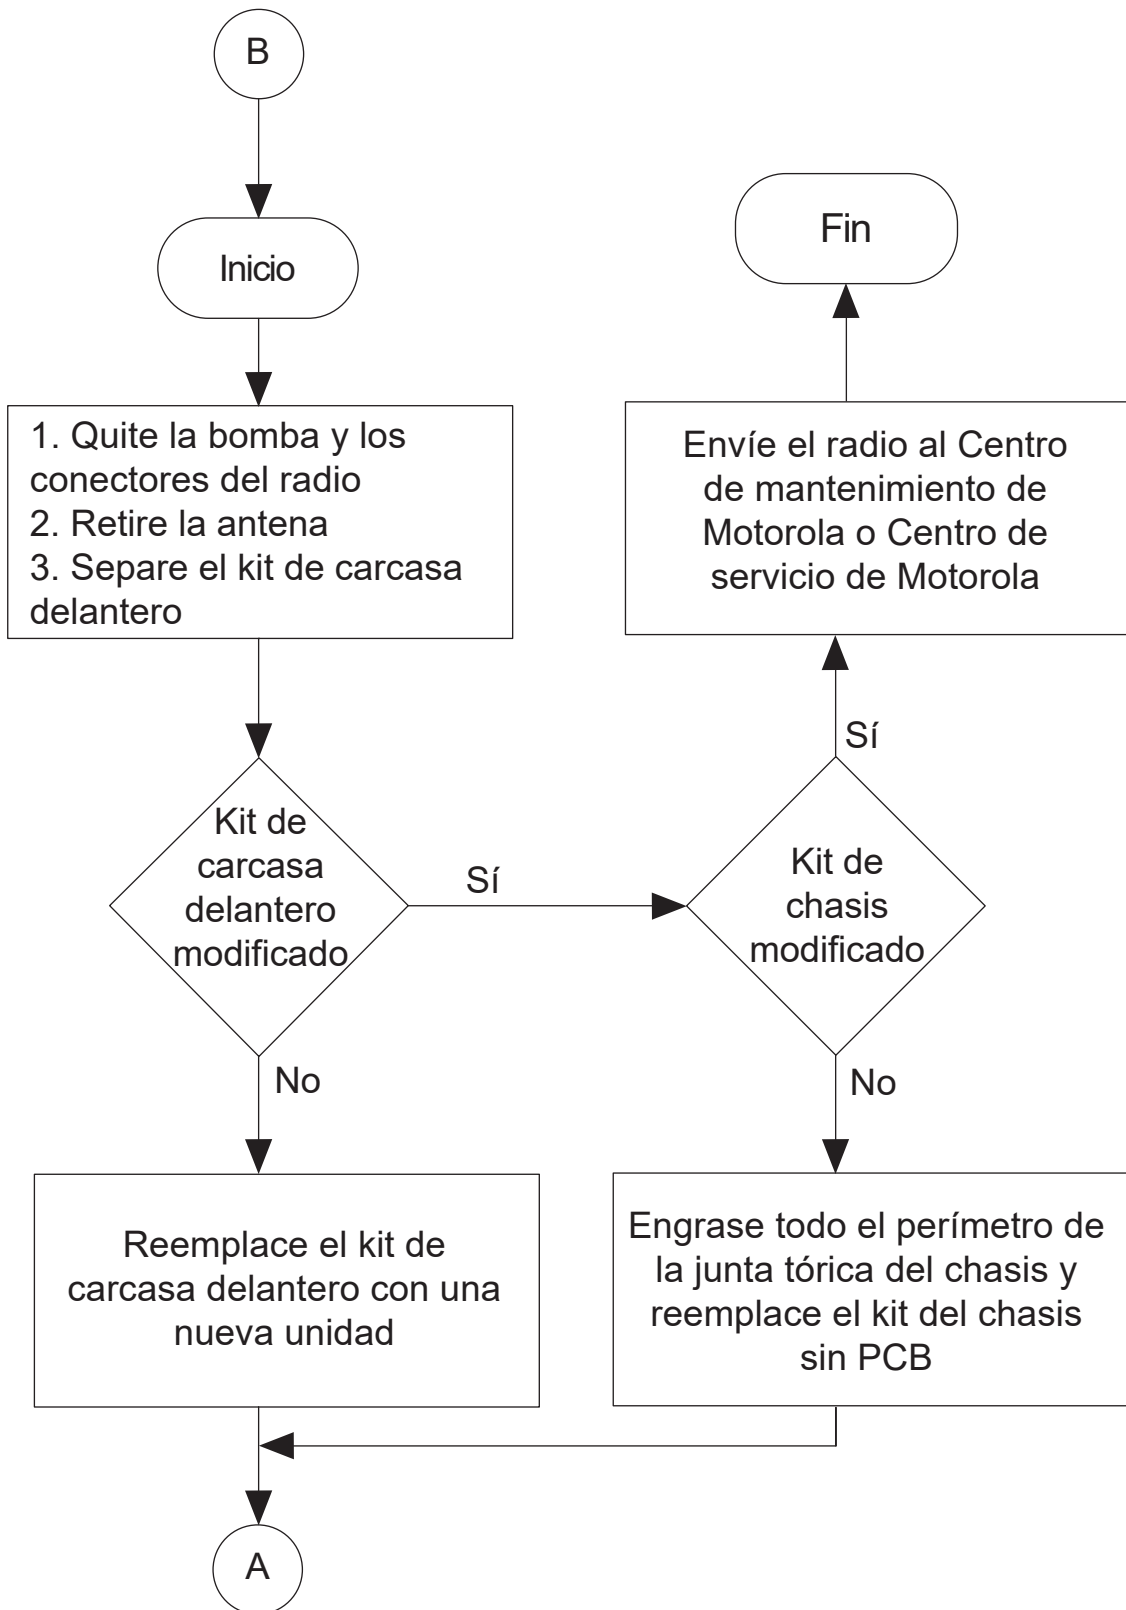 B
Inicio
1. Quite la bomba y los
conectores del radio
2. Retire la antena
3. Separe el kit de carcasa
delantero
Kit de
carcasa
delantero
modificado
Sí
No
Reemplace el kit de
carcasa delantero con una
nueva unidad
A
Fin
Envíe el radio al Centro
de mantenimiento de
Motorola o Centro de
servicio de Motorola
Sí
Kit de
chasis
modificado
No
Engrase todo el perímetro de
la junta tórica del chasis y
reemplace el kit del chasis
sin PCB